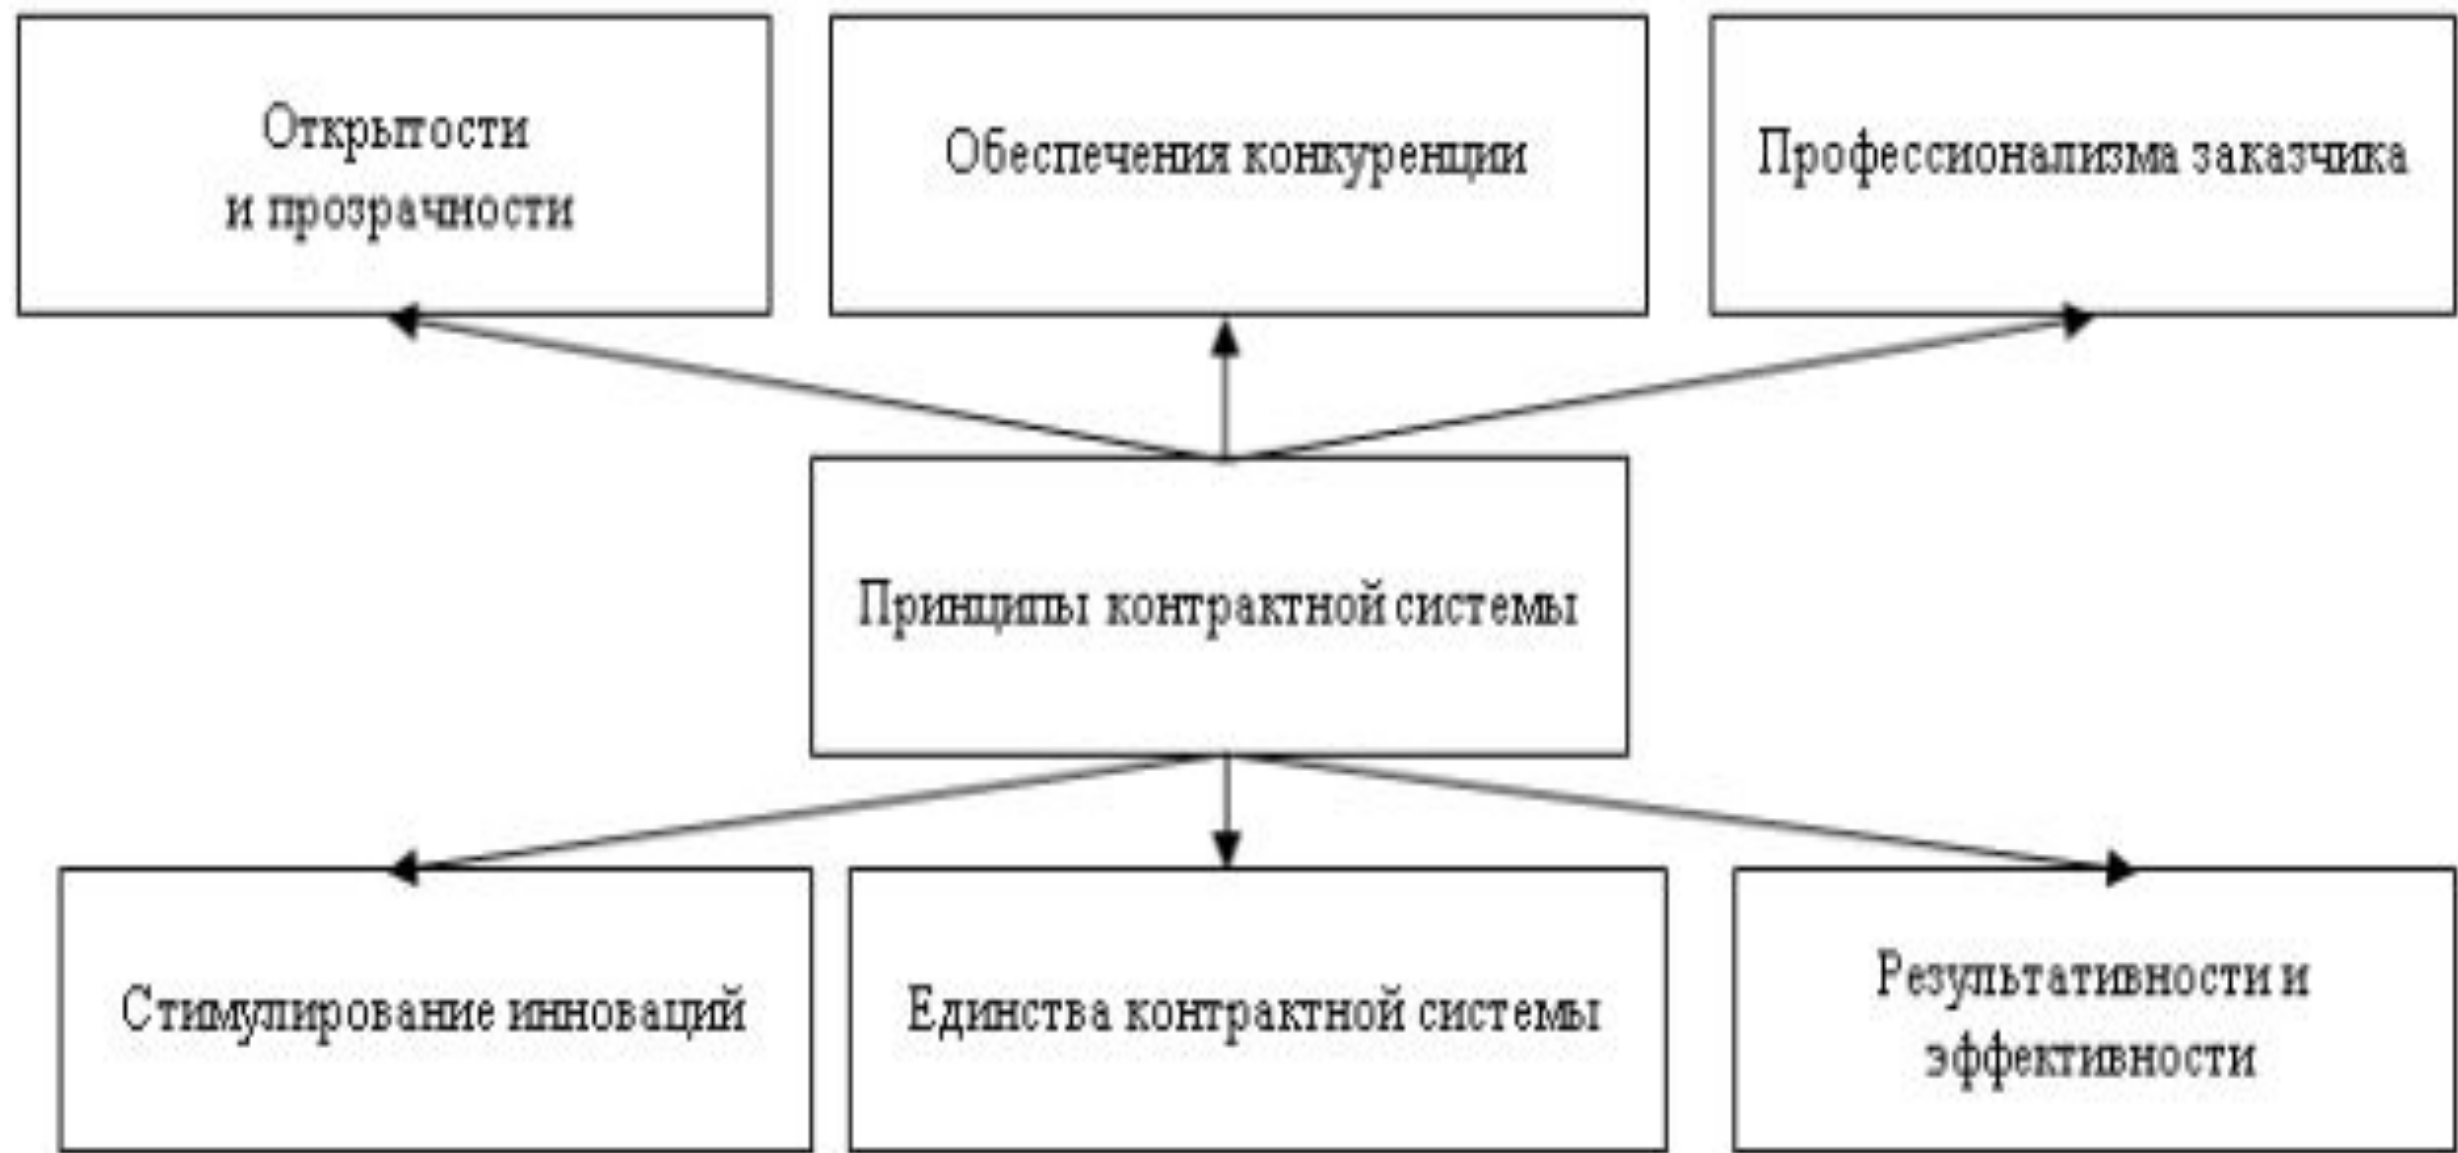 Открытости
и прозрачности
Обеспечения конкуренции
Профессионализма заказчика
Принципы контрактной системы
Стимулирование инноваций
Единства контрактной системы
Результативности и
эффективности